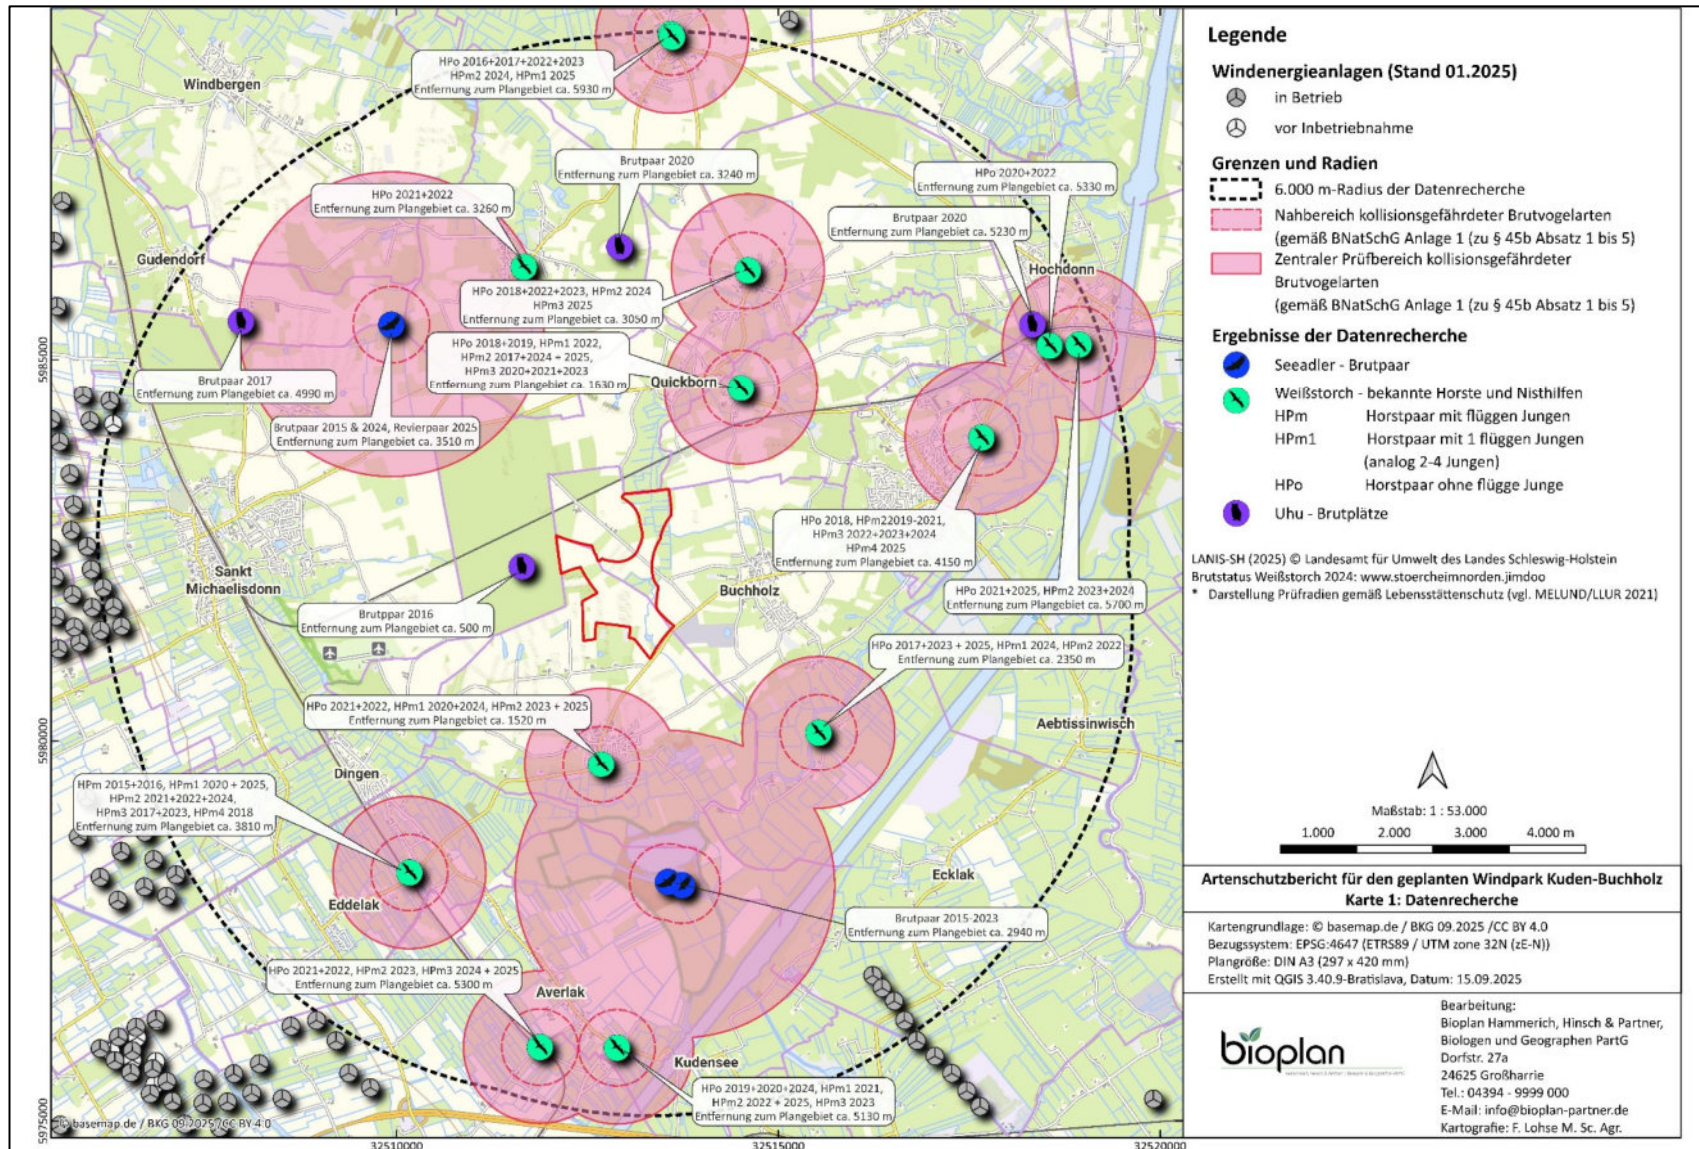 HPo 2016+2017+2022+2023
HPm2 2024, HPm1 2025
Entfernung zum Plangebiet ca. 5930 m
Windbergen
Brutpaar 2020
Entfernung zum Plangebiet ca. 3240 m
HPo 2020+2022
Entfernung zum Plangebiet ca. 5330 m
HPo 2021+2022
Entfernung zum Plangebiet ca. 3260 m
Brutpaar 2020
Entfernung zum Plangebiet ca. 5230 m
Gudendorf
Hochdonn
HPo 2018+2022+2023, HPm2 2024
HPm3 2025
Entfernung zum Plangebiet ca. 3050 m
HPo 2018+2019, HPm1 2022,
HPm2 2017+2024 + 2025,
HPm3 2020+2021+2023
Entfernung zum Plangebiet ca. 1630 m
Quickborn
Brutpaar 2017
Entfernung zum Plangebiet ca. 4990 m
Brutpaar 2015 & 2024, Revierpaar 2025
Entfernung zum Plangebiet ca. 3510 m
HPo 2018, HPm22019-2021,
HPm3 2022+2023+2024
HPm4 2025
Entfernung zum Plangebiet ca. 4150 m
Sankt
Michaelisdonn
Buchholz
HPo 2021+2025, HPm2 2023+2024
Entfernung zum Plangebiet ca. 5700 m
Brutppar 2016
Entfernung zum Plangebiet ca. 500 m
HPo 2017+2023 + 2025, HPm1 2024, HPm2 2022
Entfernung zum Plangebiet ca. 2350 m
HPo 2021+2022, HPm1 2020+2024, HPm2 2023 + 2025
Entfernung zum Plangebiet ca. 1520 m
Aebtissinwisch
Dingen
HPm 2015+2016, HPm1 2020 + 2025,
HPm2 2021+2022+2024,
HPm3 2017+2023, HPm4 2018
Entfernung zum Plangebiet ca. 3810 m
Ecklak
Eddelak
Brutpaar 2015-2023
Entfernung zum Plangebiet ca. 2940 m
HPo 2021+2022, HPm2 2023, HPm3 2024 + 2025
Entfernung zum Plangebiet ca. 5300 m
Averlak
Kudensee
HPo 2019+2020+2024, HPm1 2021,
HPm2 2022 + 2025, HPm3 2023
Entfernung zum Plangebiet ca. 5130 m
© basemap.de / BKG 09.2025 /CC BY 4.0
5985000
5980000
5975000
32510000
32515000
32520000
Legende
Windenergieanlagen (Stand 01.2025)
in Betrieb
vor Inbetriebnahme
Grenzen und Radien
6.000 m-Radius der Datenrecherche
Nahbereich kollisionsgefährdeter Brutvogelarten
(gemäß BNatSchG Anlage 1 (zu § 45b Absatz 1 bis 5)
Zentraler Prüfbereich kollisionsgefährdeter
Brutvogelarten
(gemäß BNatSchG Anlage 1 (zu § 45b Absatz 1 bis 5)
Ergebnisse der Datenrecherche
Seeadler - Brutpaar
Weißstorch - bekannte Horste und Nisthilfen
HPm Horstpaar mit flüggen Jungen
HPm1 Horstpaar mit 1 flüggen Jungen
(analog 2-4 Jungen)
HPo Horstpaar ohne flügge Junge
Uhu - Brutplätze
LANIS-SH (2025) © Landesamt für Umwelt des Landes Schleswig-Holstein
Brutstatus Weißstorch 2024: www.stoercheimnorden.jimdoo
* Darstellung Prüfradien gemäß Lebensstättenschutz (vgl. MELUND/LLUR 2021)
Maßstab: 1 : 53.000
1.000 2.000 3.000 4.000 m
Artenschutzbericht für den geplanten Windpark Kuden-Buchholz
Karte 1: Datenrecherche
Kartengrundlage: © basemap.de / BKG 09.2025 /CC BY 4.0
Bezugssystem: EPSG:4647 (ETRS89 / UTM zone 32N (zE-N))
Plangröße: DIN A3 (297 x 420 mm)
Erstellt mit QGIS 3.40.9-Bratislava, Datum: 15.09.2025
bioplan
Bearbeitung:
Bioplan Hammerich, Hinsch & Partner,
Biologen und Geographen PartG
Dorfstr. 27a
24625 Großharrie
Tel.: 04394 - 9999 000
E-Mail: info@bioplan-partner.de
Kartografie: F. Lohse M. Sc. Agr.